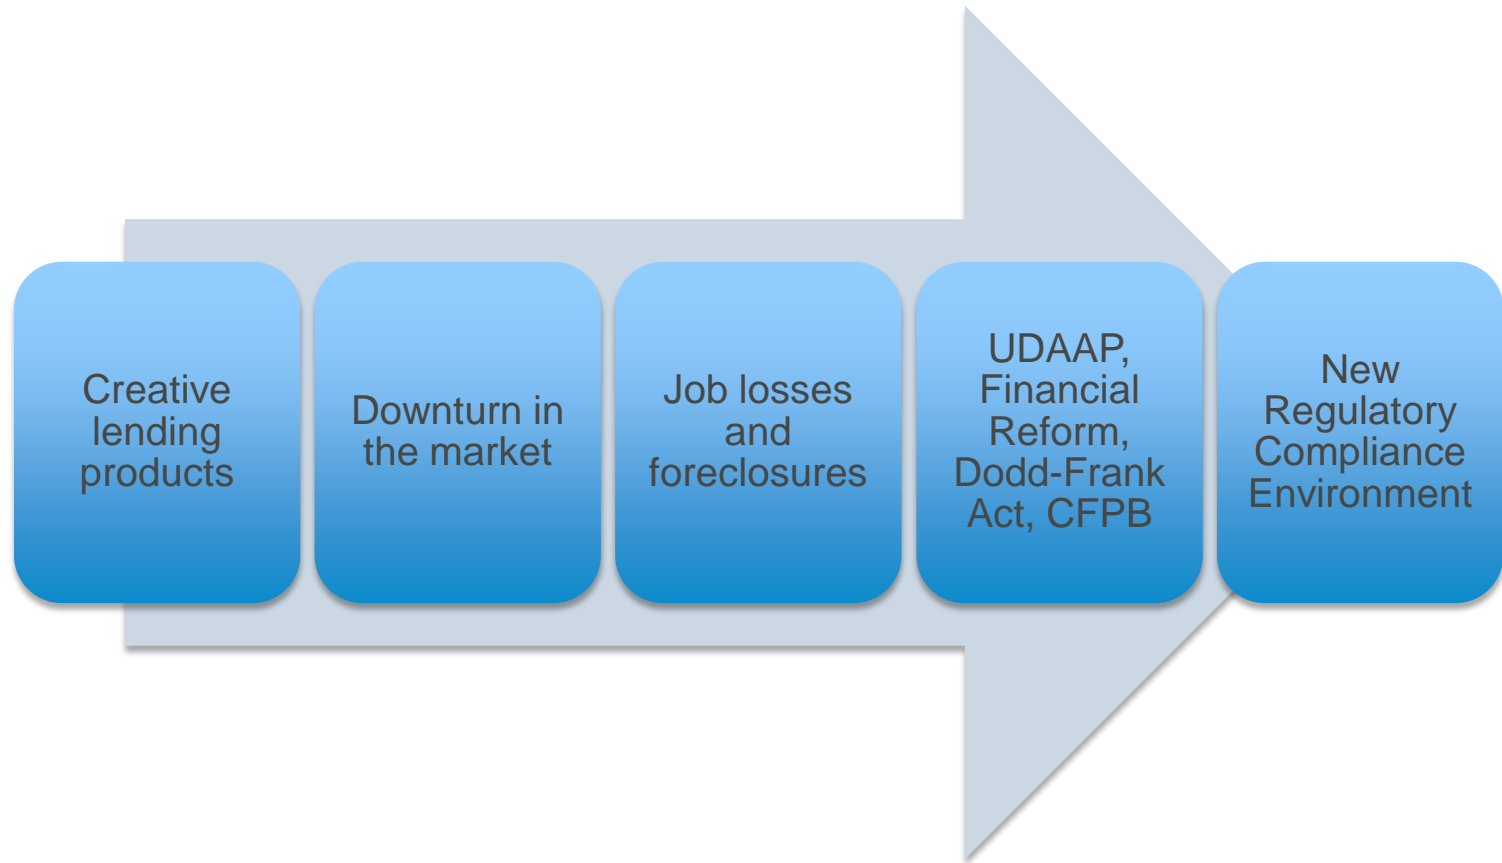 Creative
lending
products
Downturn in
the market
Job losses
and
foreclosures
UDAAP,
Financial
Reform,
Dodd-Frank
Act, CFPB
New
Regulatory
Compliance
Environment